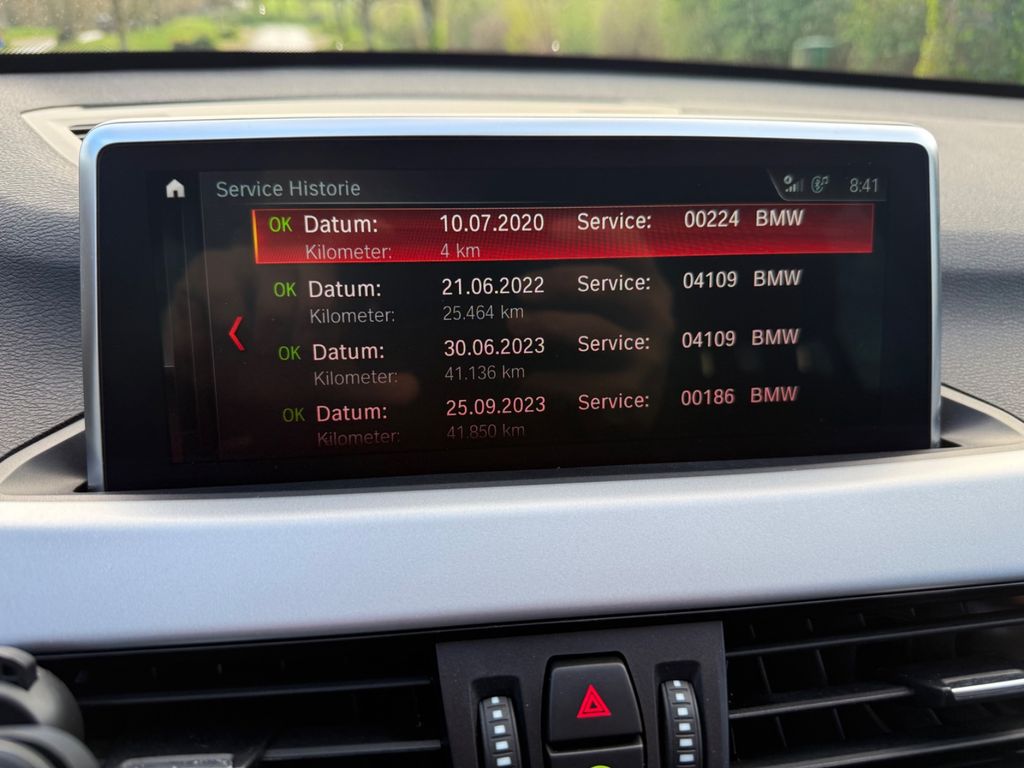 Service Historie 8:41
OK Datum: 10.07.2020 Service: 00224 BMW
Kilometer: 4 km
OK Datum: 21.06.2022 Service: 04109 BMW
Kilometer: 25.464 km
OK Datum: 30.06.2023 Service: 04109 BMW
Kilometer: 41.136 km
OK Datum: 25.09.2023 Service: 00186 BMW
Kilometer: 41.850 km